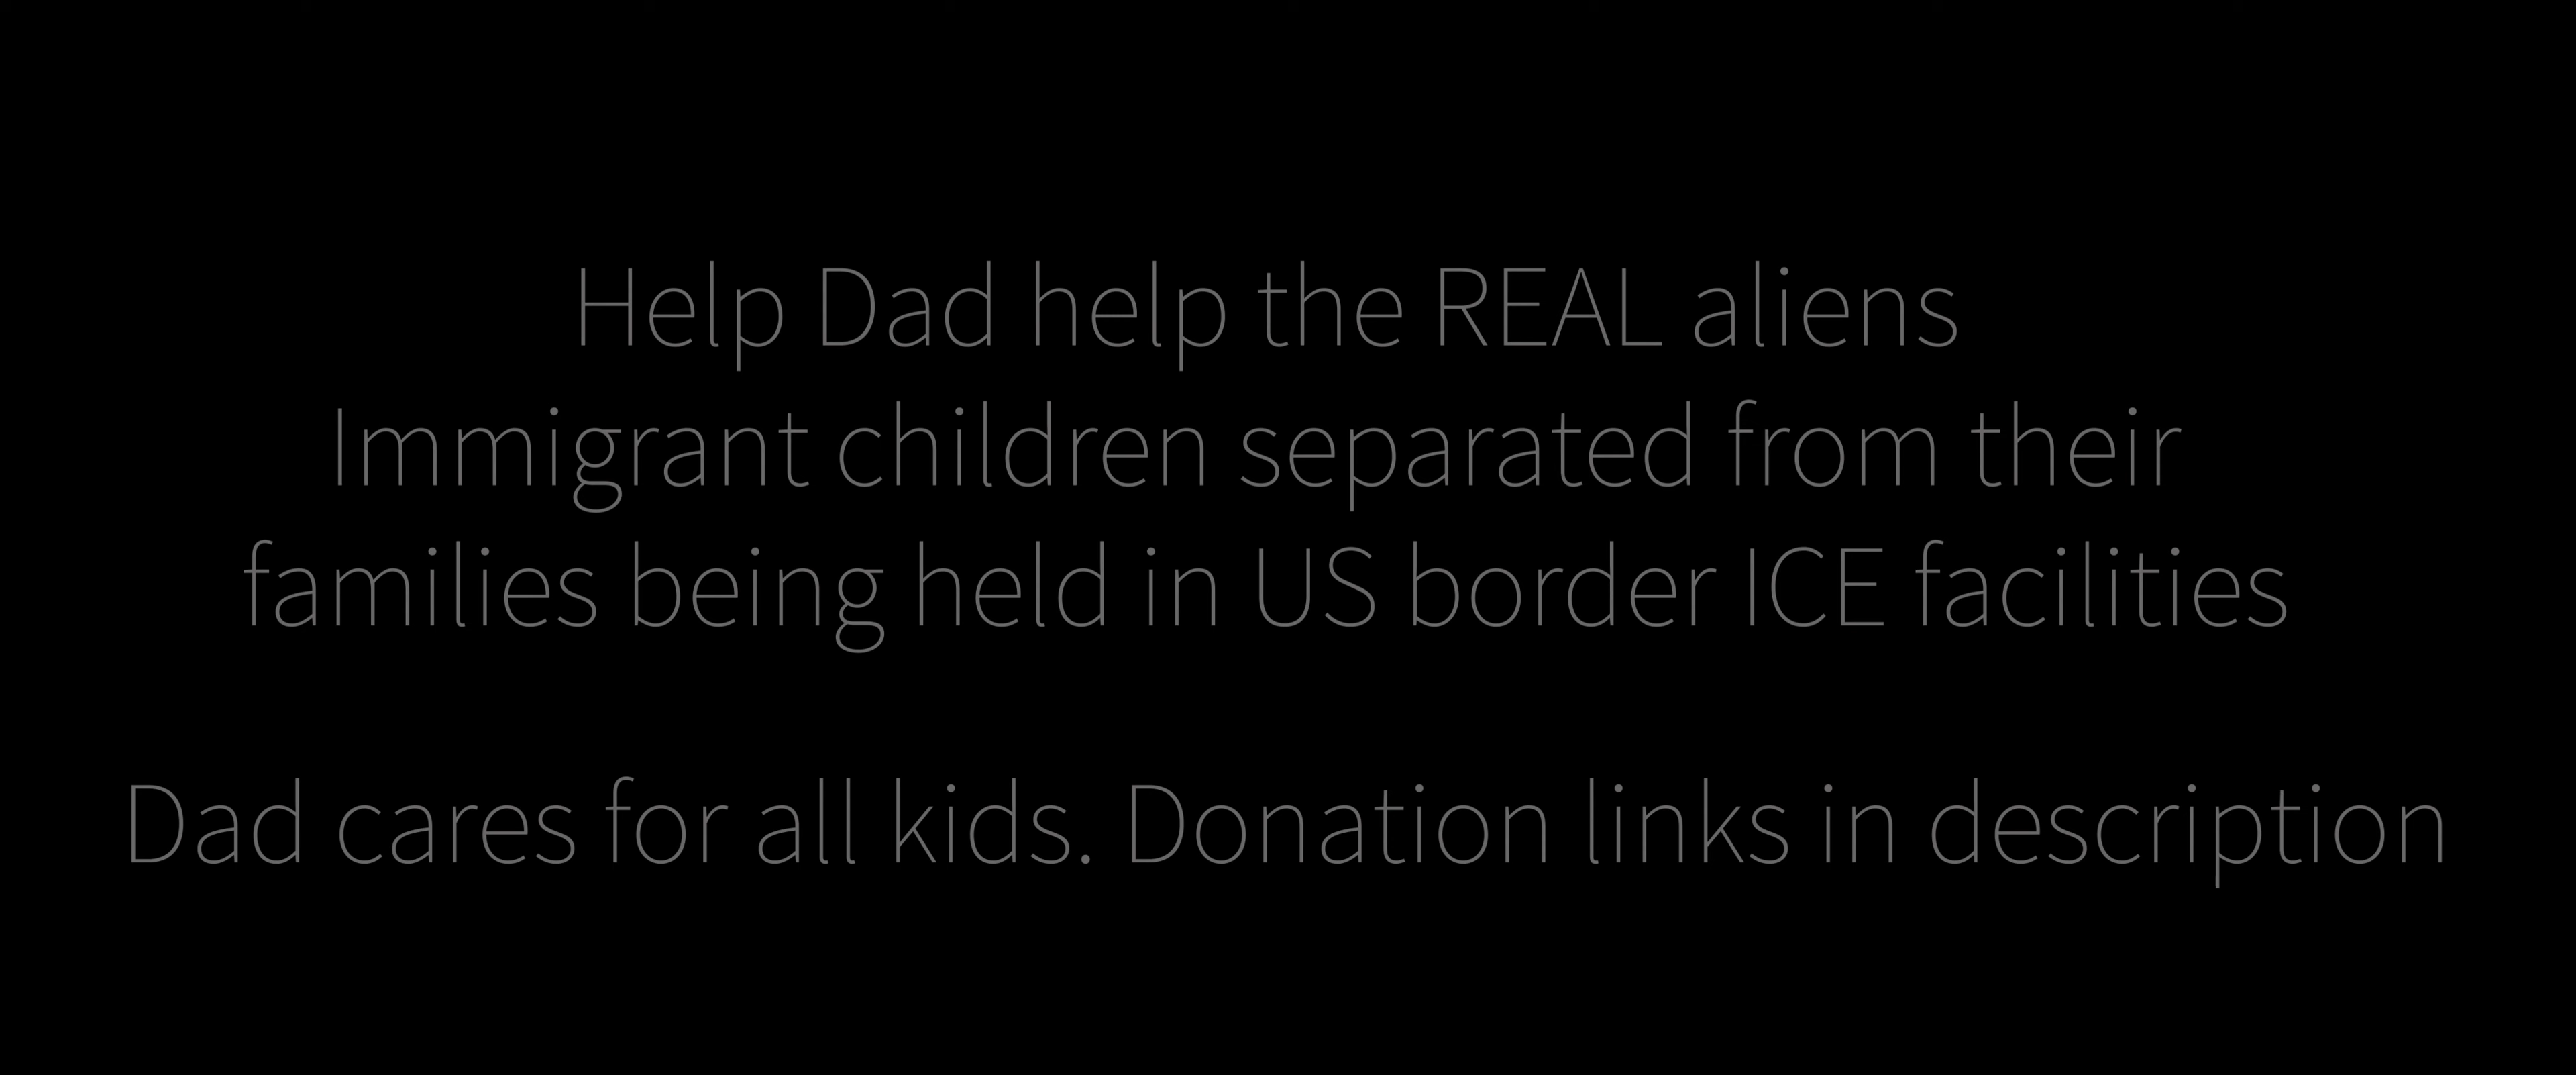 Help Dad help the REAL aliens
Immigrant children separated from their
families being held in US border ICE facilities
Dad cares for all kids. Donation links in description